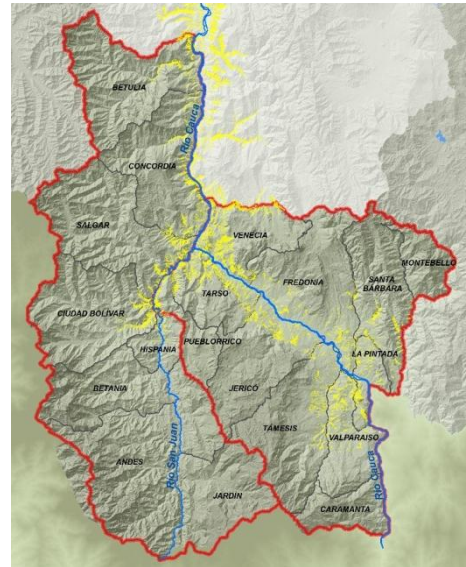 BETULIA
Río Cauca
CONCORDIA
SALGAR
VENECIA
MONTEBELLO
SANTA
BÁRBARA
FREDONIA
TARSO
CIUDAD BOLÍVAR
PUEBLORRICO
HISPANIA
LA PINTADA
BETANIA
JERICÓ
TÁMESIS
VALPARAISO
ANDES
Río San Juan
JARDÍN
Río Cauca
CARAMANTA